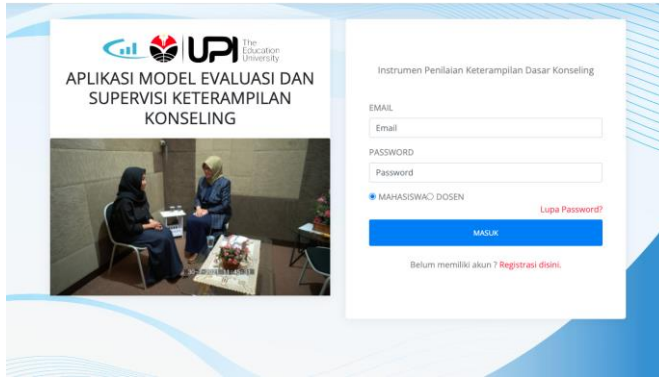 UPI The Education University
APLIKASI MODEL EVALUASI DAN
SUPERVISI KETERAMPILAN
KONSELING
Instrumen Penilaian Keterampilan Dasar Konseling
EMAIL
Email
PASSWORD
Password
MAHASISWA DOSEN
Lupa Password?
MASUK
Belum memiliki akun ? Registrasi disini.